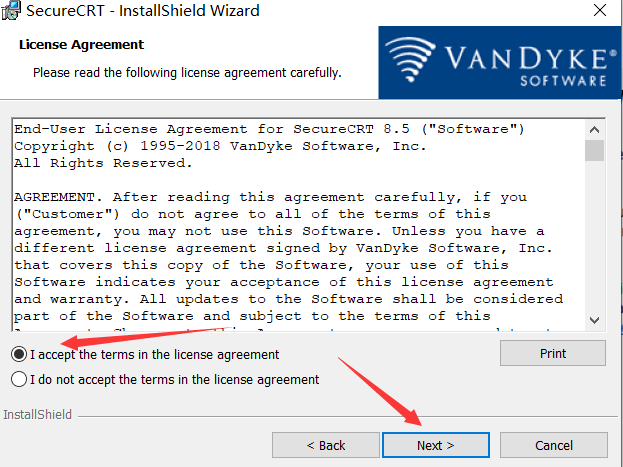 SecureCRT - InstallShield Wizard
License Agreement
Please read the following license agreement carefully.
VANDYKE®
SOFTWARE
End-User License Agreement for SecureCRT 8.5 ("Software")
Copyright (c) 1995-2018 VanDyke Software, Inc.
All Rights Reserved.
AGREEMENT. After reading this agreement carefully, if you
("Customer") do not agree to all of the terms of this
agreement, you may not use this Software. Unless you have a
different license agreement signed by VanDyke Software, Inc.
that covers this copy of the Software, your use of this
Software indicates your acceptance of this license agreement
and warranty. All updates to the Software shall be considered
part of the Software and subject to the terms of this
I accept the terms in the license agreement
Print
I do not accept the terms in the license agreement
InstallShield
< Back
Next >
Cancel